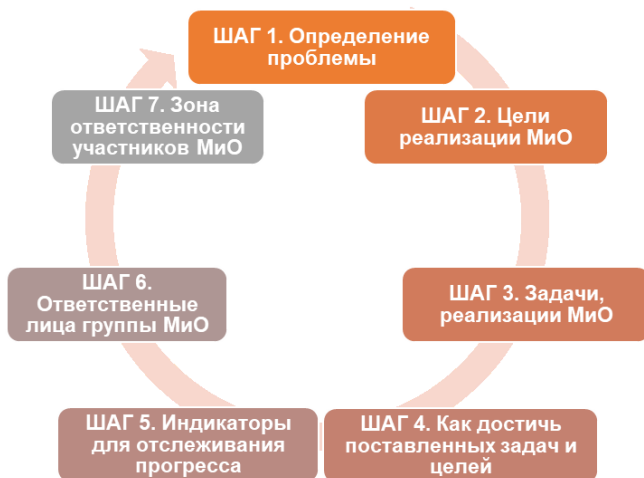 ШАГ 1. Определение
проблемы
ШАГ 2. Цели
реализации МиО
ШАГ 3. Задачи,
реализации МиО
ШАГ 4. Как достичь
поставленных задач и
целей
ШАГ 5. Индикаторы
для отслеживания
прогресса
ШАГ 6.
Ответственные
лица группы МиО
ШАГ 7. Зона
ответственности
участников МиО